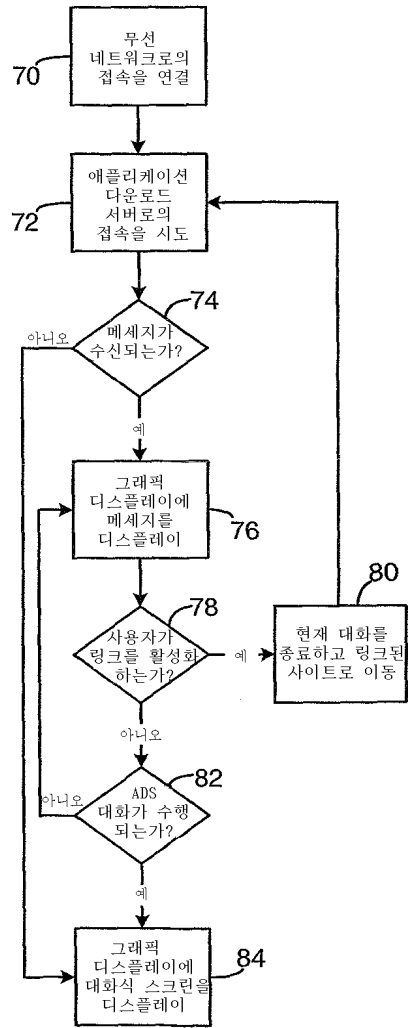 무선
네트워크로의
접속을 연결
70
애플리케이션
다운로드
서버로의
접속을 시도
72
74
메세지가
수신되는가?
아니오
예
그래픽
디스플레이에
메세지를
디스플레이
76
78
사용자가
링크를 활성화
하는가?
예
80
현재 대화를
종료하고 링크된
사이트로 이동
아니오
82
ADS
대화가 수행
되는가?
아니오
예
그래픽
디스플레이에
대화식 스크린을
디스플레이
84